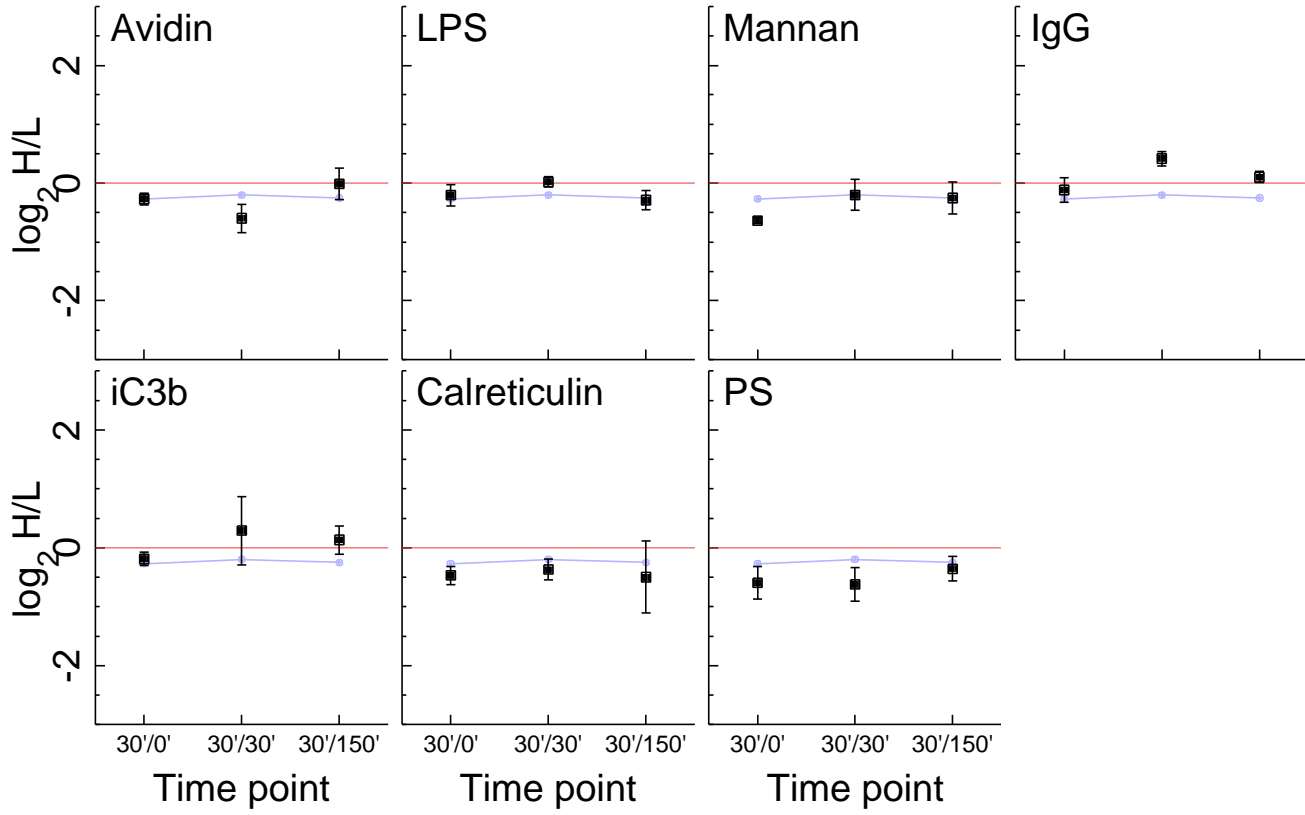 Avidin
LPS
Mannan
IgG
2
0
-2
log2 H/L
iC3b
Calreticulin
PS
2
0
-2
log2 H/L
30'/0' 30'/30' 30'/150'
30'/0' 30'/30' 30'/150'
30'/0' 30'/30' 30'/150'
Time point
Time point
Time point